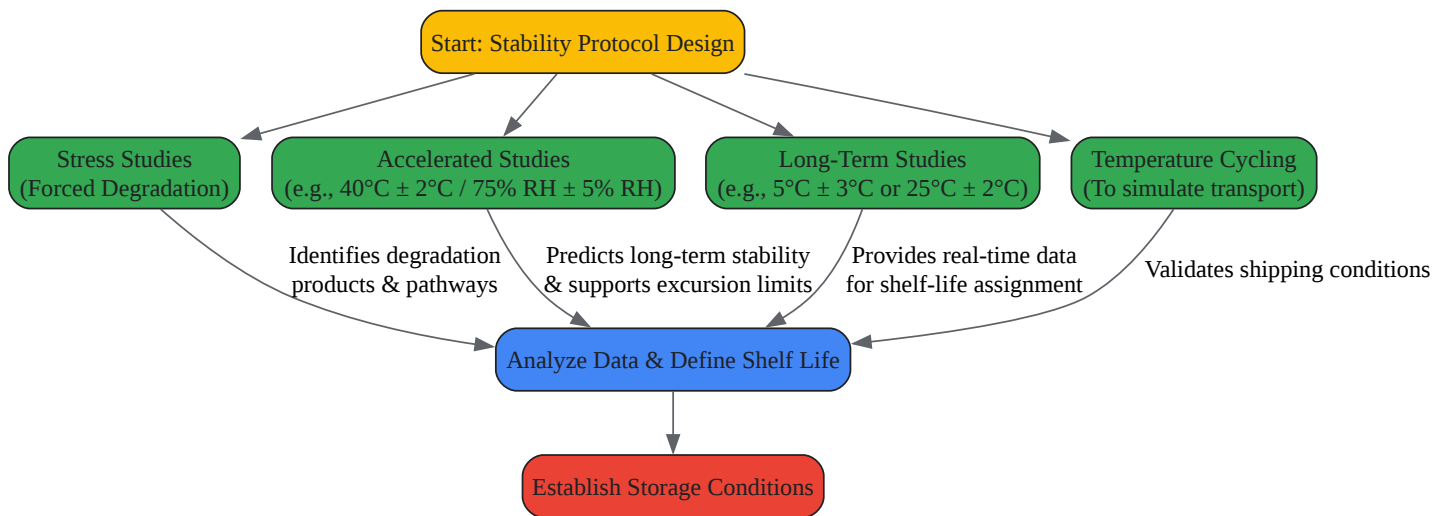 Start: Stability Protocol Design
Stress Studies
(Forced Degradation)
Accelerated Studies
(e.g., 40°C ± 2°C / 75% RH ± 5% RH)
Long-Term Studies
(e.g., 5°C ± 3°C or 25°C ± 2°C)
Temperature Cycling
(To simulate transport)
Identifies degradation
products & pathways
Predicts long-term stability
& supports excursion limits
Provides real-time data
for shelf-life assignment
Validates shipping conditions
Analyze Data & Define Shelf Life
Establish Storage Conditions